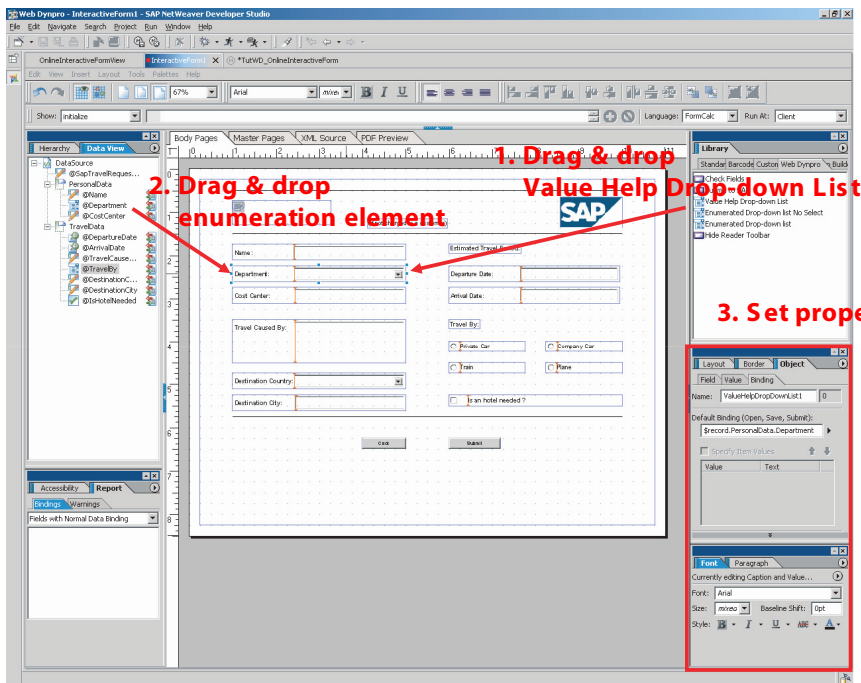 Web Dynpro - InteractiveForm1 - SAP NetWeaver Developer Studio
File Edit Navigate Search Project Run Window Help
OnlineInteractiveFormView
*InteractiveForm1
*TutWD_OnlineInteractiveForm
Edit View Insert Layout Tools Palettes Help
67%
Arial
mixed
B I U
Show: initialize
Language: FormCalc
Run At: Client
Hierarchy
Data View
DataSource
@SapTravelReques...
PersonalData
@Name
@Department
@CostCenter
TravelData
@DepartureDate
@ArrivalDate
@TravelCause...
@TravelBy
@DestinationC...
@DestinationCity
@IsHotelNeeded
Accessibility
Report
Bindings
Warnings
Fields with Normal Data Binding
Body Pages
Master Pages
XML Source
PDF Preview
1. Drag & drop
Value Help Drop-down List
2. Drag & drop
enumeration element
SAP
Name:
Estimated Travel
Department:
Departure Date:
Cost Center:
Arrival Date:
Travel Caused By:
Travel By:
Private Car
Company Car
Train
Plane
Destination Country:
Destination City:
Is an hotel needed ?
Submit
Library
Standar
Barcode
Custom
Web Dynpro
Build
Check Fields
Value Help Drop-down List
Enumerated Drop-down list No Select
Enumerated Drop-down list
Hide Reader Toolbar
3. Set prope
Layout
Border
Object
Field
Value
Binding
Name: ValueHelpDropDownList1
0
Default Binding (Open, Save, Submit):
$record.PersonalData.Department
Specify Item Values
Value
Text
Font
Paragraph
Currently editing Caption and Value...
Font: Arial
Size: mixed
Baseline Shift: 0pt
Style: B I U ABC A